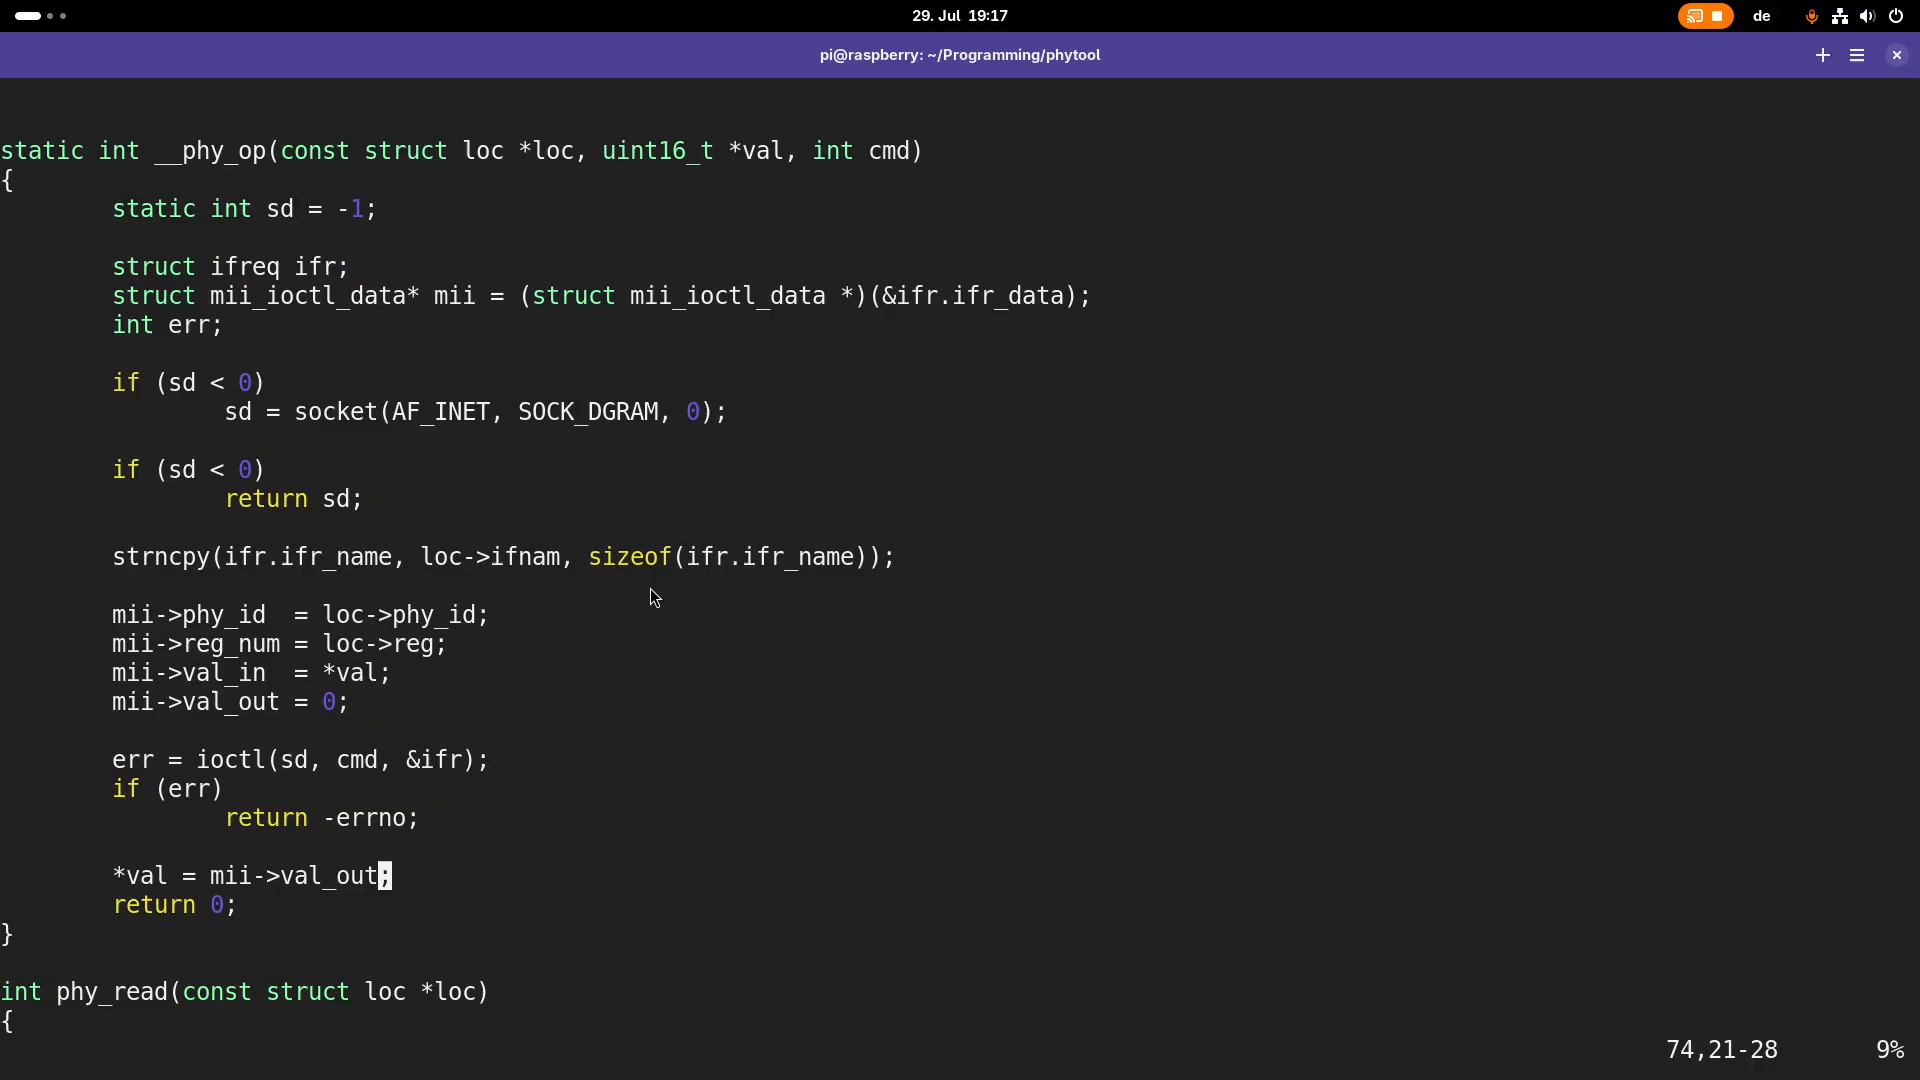 29. Jul 19:17
de
pi@raspberry: ~/Programming/phytool
static int __phy_op(const struct loc *loc, uint16_t *val, int cmd)
{
        static int sd = -1;

        struct ifreq ifr;
        struct mii_ioctl_data* mii = (struct mii_ioctl_data *)(&ifr.ifr_data);
        int err;

        if (sd < 0)
                sd = socket(AF_INET, SOCK_DGRAM, 0);

        if (sd < 0)
                return sd;

        strncpy(ifr.ifr_name, loc->ifnam, sizeof(ifr.ifr_name));

        mii->phy_id  = loc->phy_id;
        mii->reg_num = loc->reg;
        mii->val_in  = *val;
        mii->val_out = 0;

        err = ioctl(sd, cmd, &ifr);
        if (err)
                return -errno;

        *val = mii->val_out;
        return 0;
}

int phy_read(const struct loc *loc)
{
74,21-28 9%